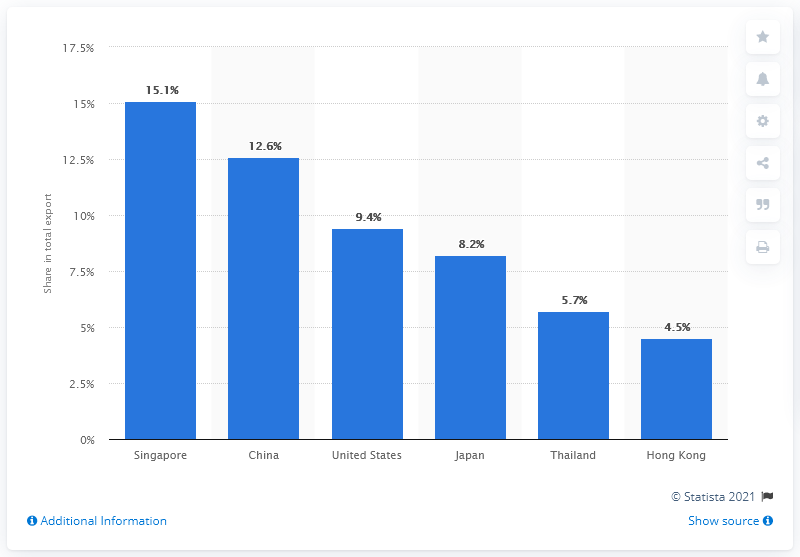 17.5%
15%
12.5%
10%
7.5%
5%
2.5%
0%
Share in total export
15.1%
12.6%
9.4%
8.2%
5.7%
4.5%
Singapore
China
United States
Japan
Thailand
Hong Kong
© Statista 2021
Additional Information
Show source